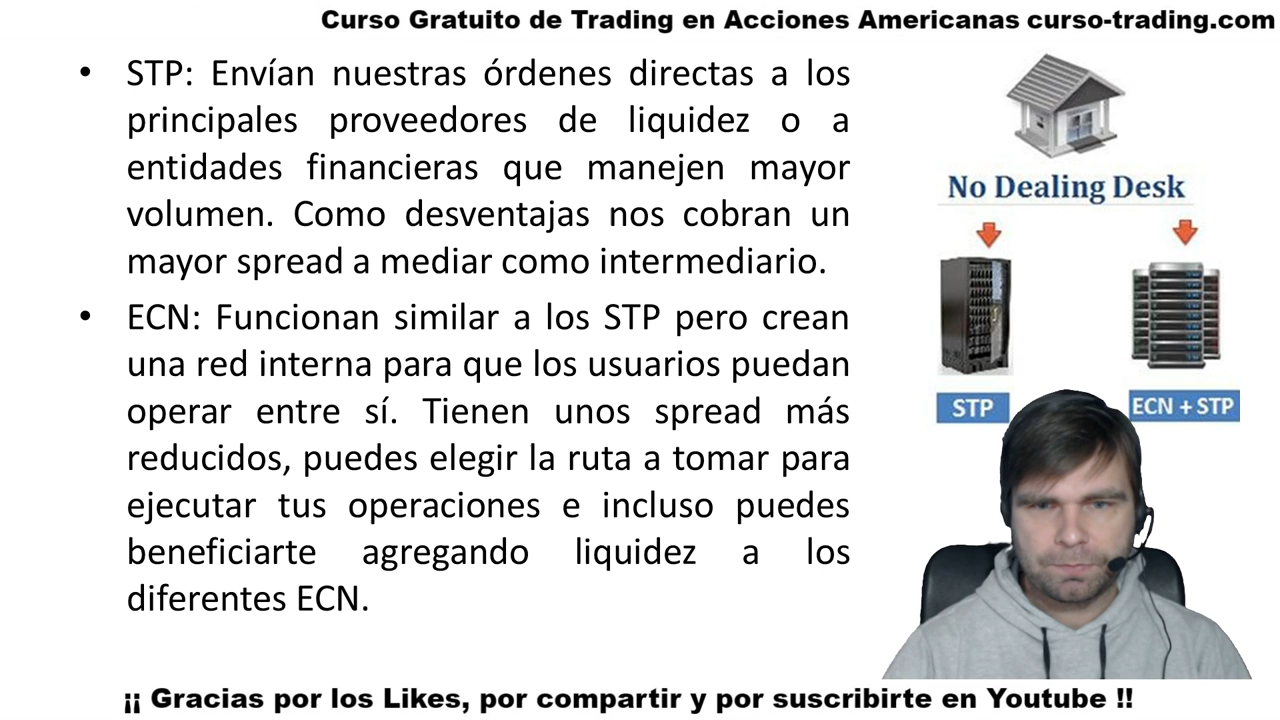 Curso Gratuito de Trading en Acciones Americanas curso-trading.com
• STP: Envían nuestras órdenes directas a los
principales proveedores de liquidez o a
entidades financieras que manejen mayor
volumen. Como desventajas nos cobran un
mayor spread a mediar como intermediario.
• ECN: Funcionan similar a los STP pero crean
una red interna para que los usuarios puedan
operar entre sí. Tienen unos spread más
reducidos, puedes elegir la ruta a tomar para
ejecutar tus operaciones e incluso puedes
beneficiarte agregando liquidez a los
diferentes ECN.
No Dealing Desk
STP
ECN + STP
¡¡ Gracias por los Likes, por compartir y por suscribirte en Youtube !!